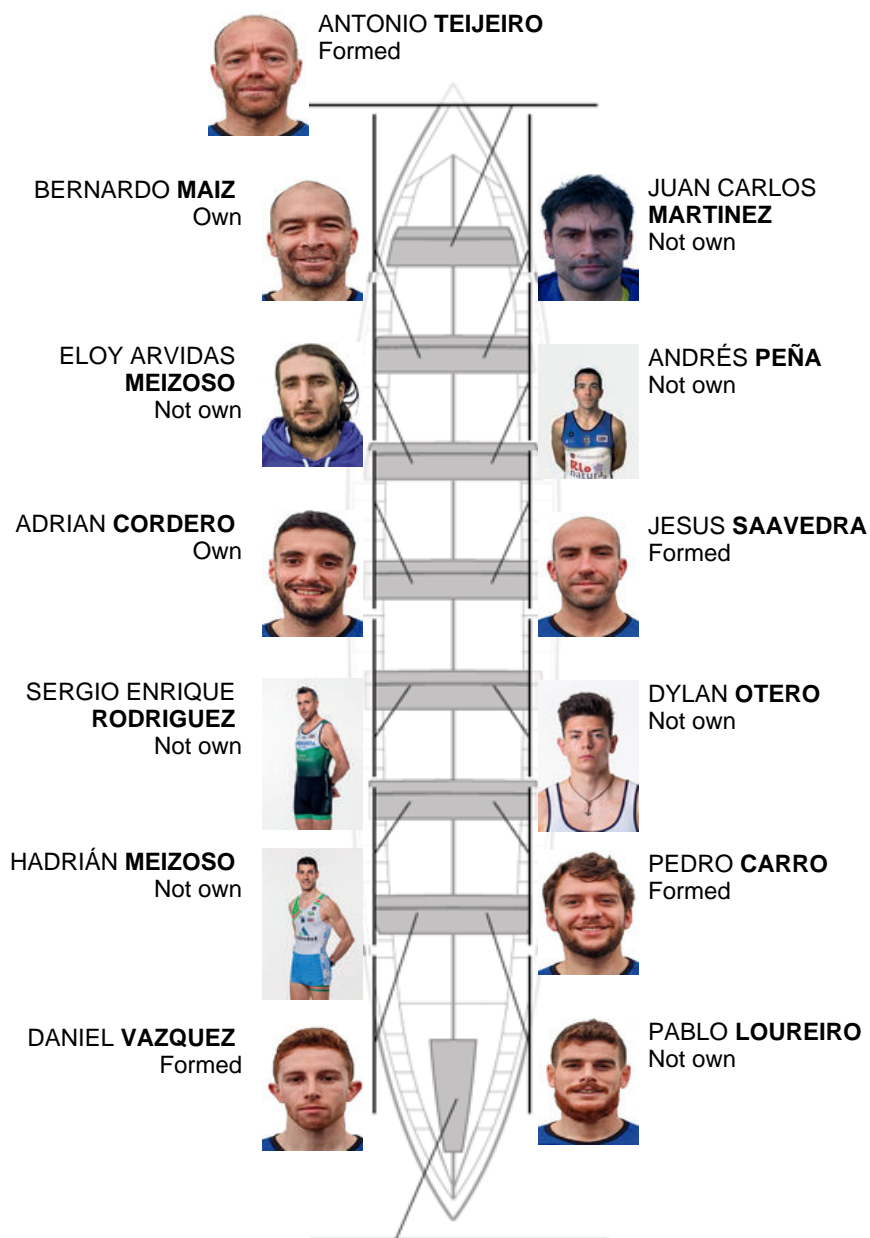 ANTONIO TEIJEIRO
Formed
BERNARDO MAIZ
Own
JUAN CARLOS
MARTINEZ
Not own
ELOY ARVIDAS
MEIZOSO
Not own
ANDRÉS PEÑA
Not own
ADRIAN CORDERO
Own
JESUS SAAVEDRA
Formed
SERGIO ENRIQUE
RODRIGUEZ
Not own
DYLAN OTERO
Not own
HADRIÁN MEIZOSO
Not own
PEDRO CARRO
Formed
DANIEL VAZQUEZ
Formed
PABLO LOUREIRO
Not own